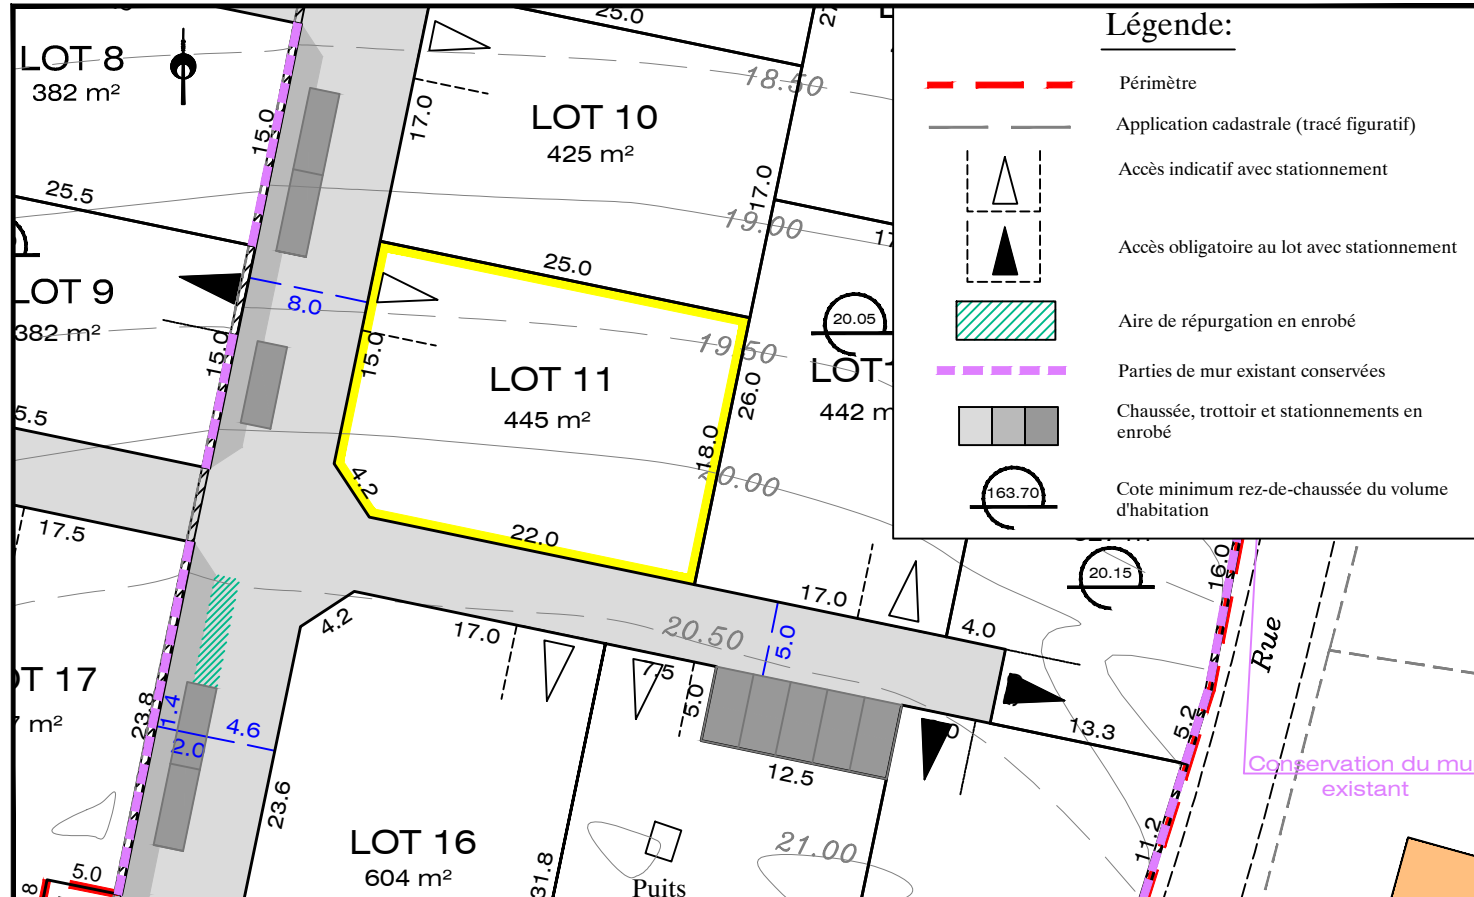 25.0
LOT 8
382 m²
15.0
17.0
LOT 10
425 m²
18.50
25.5
17.0
19.00
LOT 9
382 m²
8.0
25.0
15.0
15.0
19.50
20.05
LOT
442 m
LOT 11
445 m²
26.0
18.0
20.00
5.5
4.2
22.0
17.5
4.2
17.0
20.50
5.0
17.0
4.0
20.15
16.0
Rue
OT 17
m²
23.8
1.4
2.0
4.6
7.5
5.0
12.5
13.3
5.2
Conservation du mu
existant
23.6
LOT 16
604 m²
31.8
Puits
21.00
11.2
5.0
8
Légende:
Périmètre
Application cadastrale (tracé figuratif)
Accès indicatif avec stationnement
Accès obligatoire au lot avec stationnement
Aire de répurgation en enrobé
Parties de mur existant conservées
Chaussée, trottoir et stationnements en
enrobé
163.70
Cote minimum rez-de-chaussée du volume
d'habitation